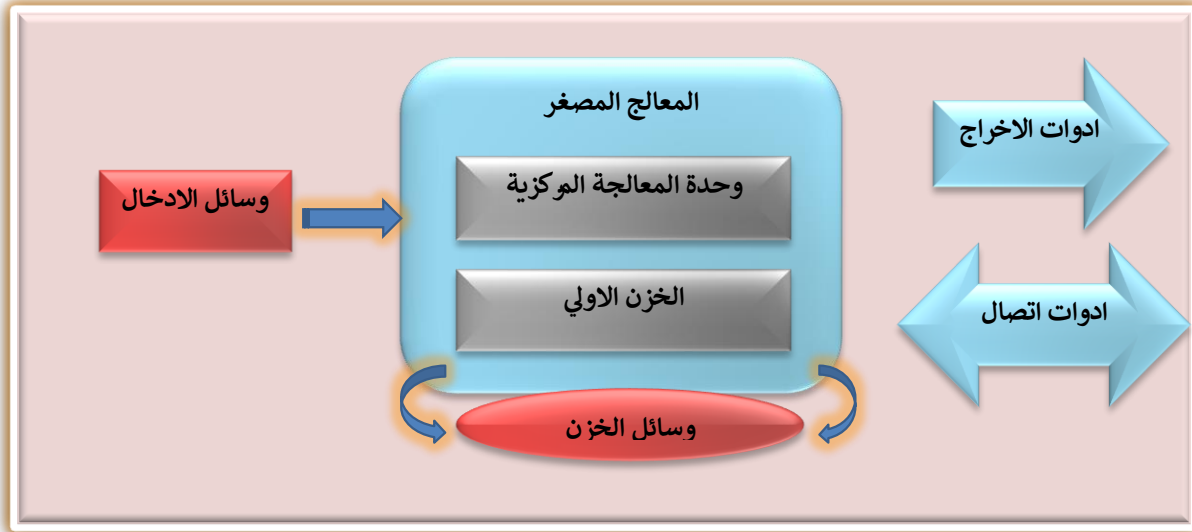 المعالج المصغر
ادوات الاخراج
وحدة المعالجة المركزية
وسائل الادخال
الخزن الاولي
ادوات اتصال
وسائل الخزن